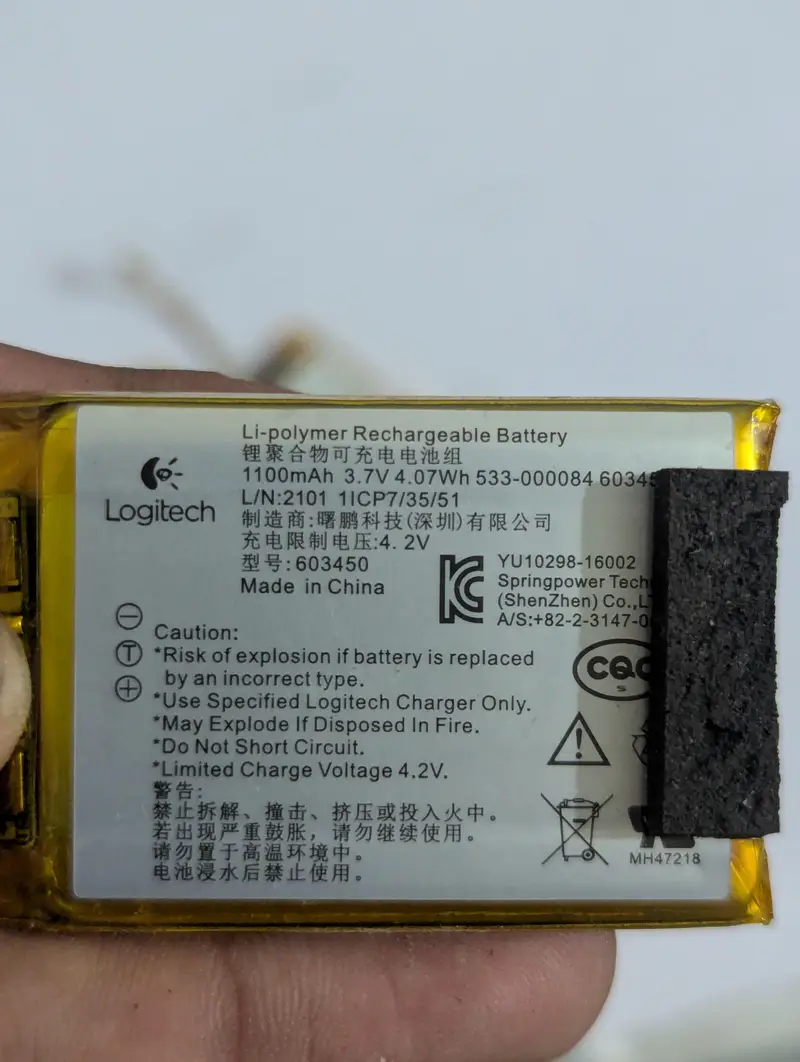 Logitech
Li-polymer Rechargeable Battery
锂聚合物可充电电池组
1100mAh 3.7V 4.07Wh 533-000084
L/N:2101 1ICP7/35/51
制造商:曙鹏科技(深圳)有限公司
充电限制电压:4.2V
型号:603450
Made in China
YU10298-16002
Springpower
(ShenZhen) Co.,
A/S:+82-2-3147-
CQC
S
− T +
Caution:
*Risk of explosion if battery is replaced
by an incorrect type.
*Use Specified Logitech Charger Only.
*May Explode If Disposed In Fire.
*Do Not Short Circuit.
*Limited Charge Voltage 4.2V.
警告:
禁止拆解、撞击、挤压或投入火中。
若出现严重鼓胀，请勿继续使用。
请勿置于高温环境中。
电池浸水后禁止使用。
MH47218